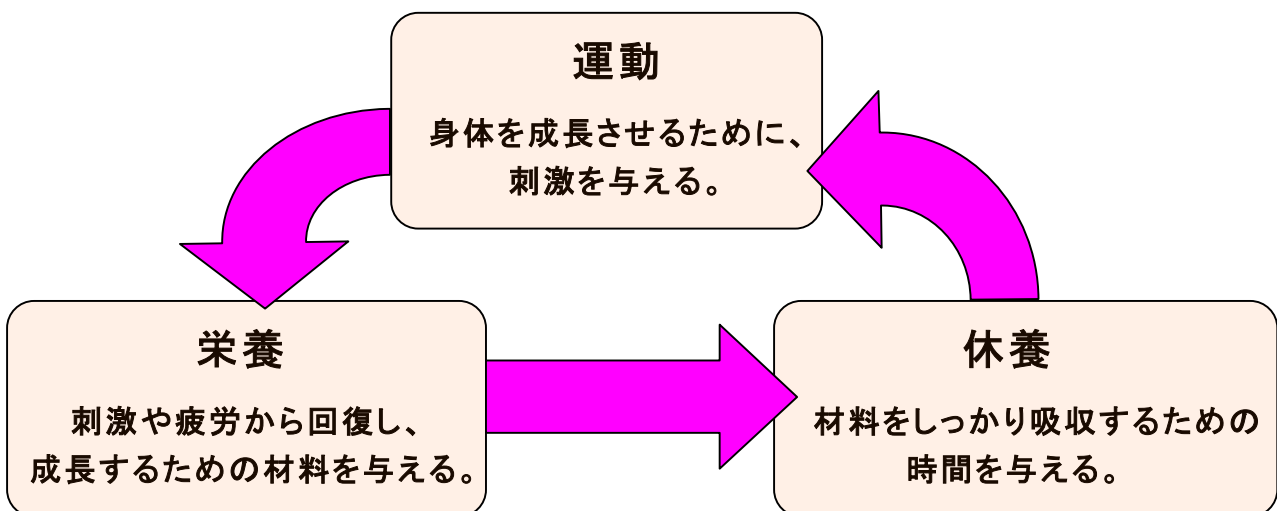 運動
身体を成長させるために、
刺激を与える。
栄養
刺激や疲労から回復し、
成長するための材料を与える。
休養
材料をしっかり吸収するための
時間を与える。